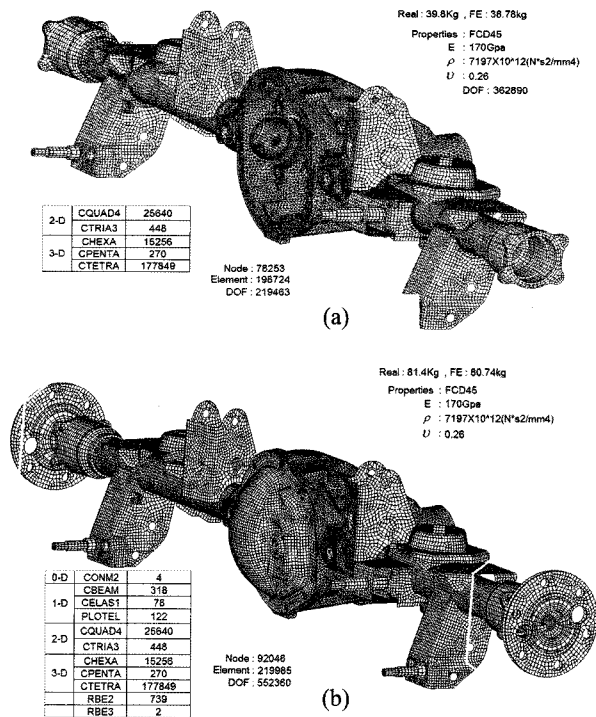 Real : 39.8Kg , FE : 38.78kg
Properties : FCD45
E : 170Gpa
ρ : 7197X10^12(N*s2/mm4)
υ : 0.26
DOF : 362890
2-D CQUAD4 25640
CTRIA3 448
3-D CHEXA 15256
CPENTA 270
CTETRA 177849
Node : 78253
Element : 198724
DOF : 219463
(a)
Real : 81.4Kg , FE : 80.74kg
Properties : FCD45
E : 170Gpa
ρ : 7197X10^12(N*s2/mm4)
υ : 0.26
0-D CONM2 4
1-D CBEAM 318
CELAS1 78
PLOTEL 122
2-D CQUAD4 25640
CTRIA3 448
3-D CHEXA 15256
CPENTA 270
CTETRA 177849
RBE2 739
RBE3 2
Node : 92046
Element : 219985
DOF : 552360
(b)